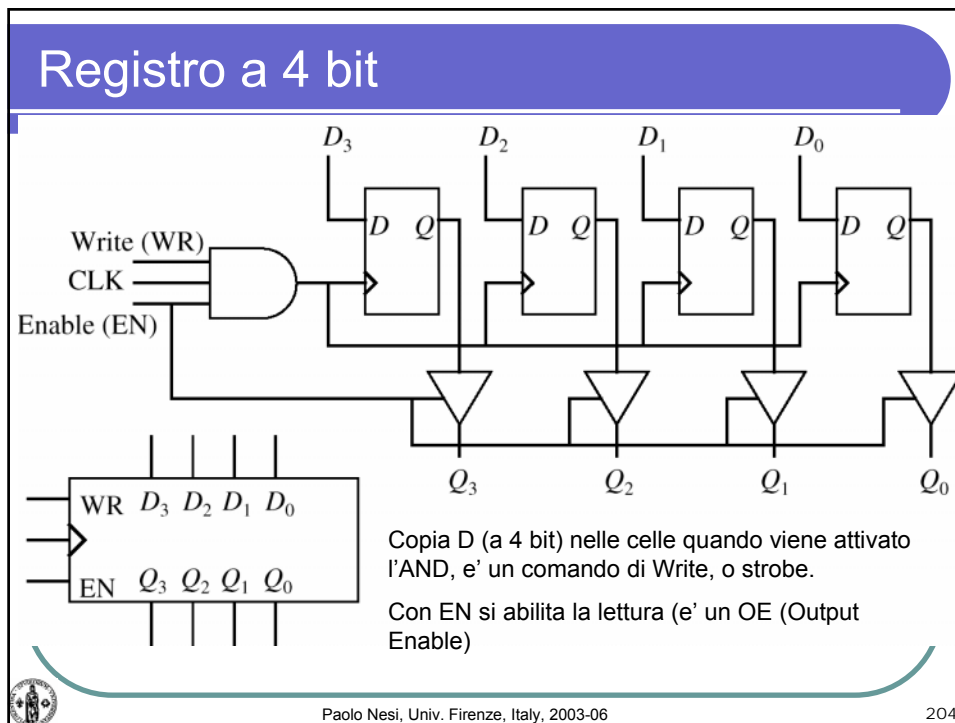 Registro a 4 bit
D3 D2 D1 D0
D Q D Q D Q D Q
Write (WR)
CLK
Enable (EN)
Q3 Q2 Q1 Q0
WR D3 D2 D1 D0
EN Q3 Q2 Q1 Q0
Copia D (a 4 bit) nelle celle quando viene attivato
l'AND, e' un comando di Write, o strobe.
Con EN si abilita la lettura (e' un OE (Output
Enable)
Paolo Nesi, Univ. Firenze, Italy, 2003-06
204